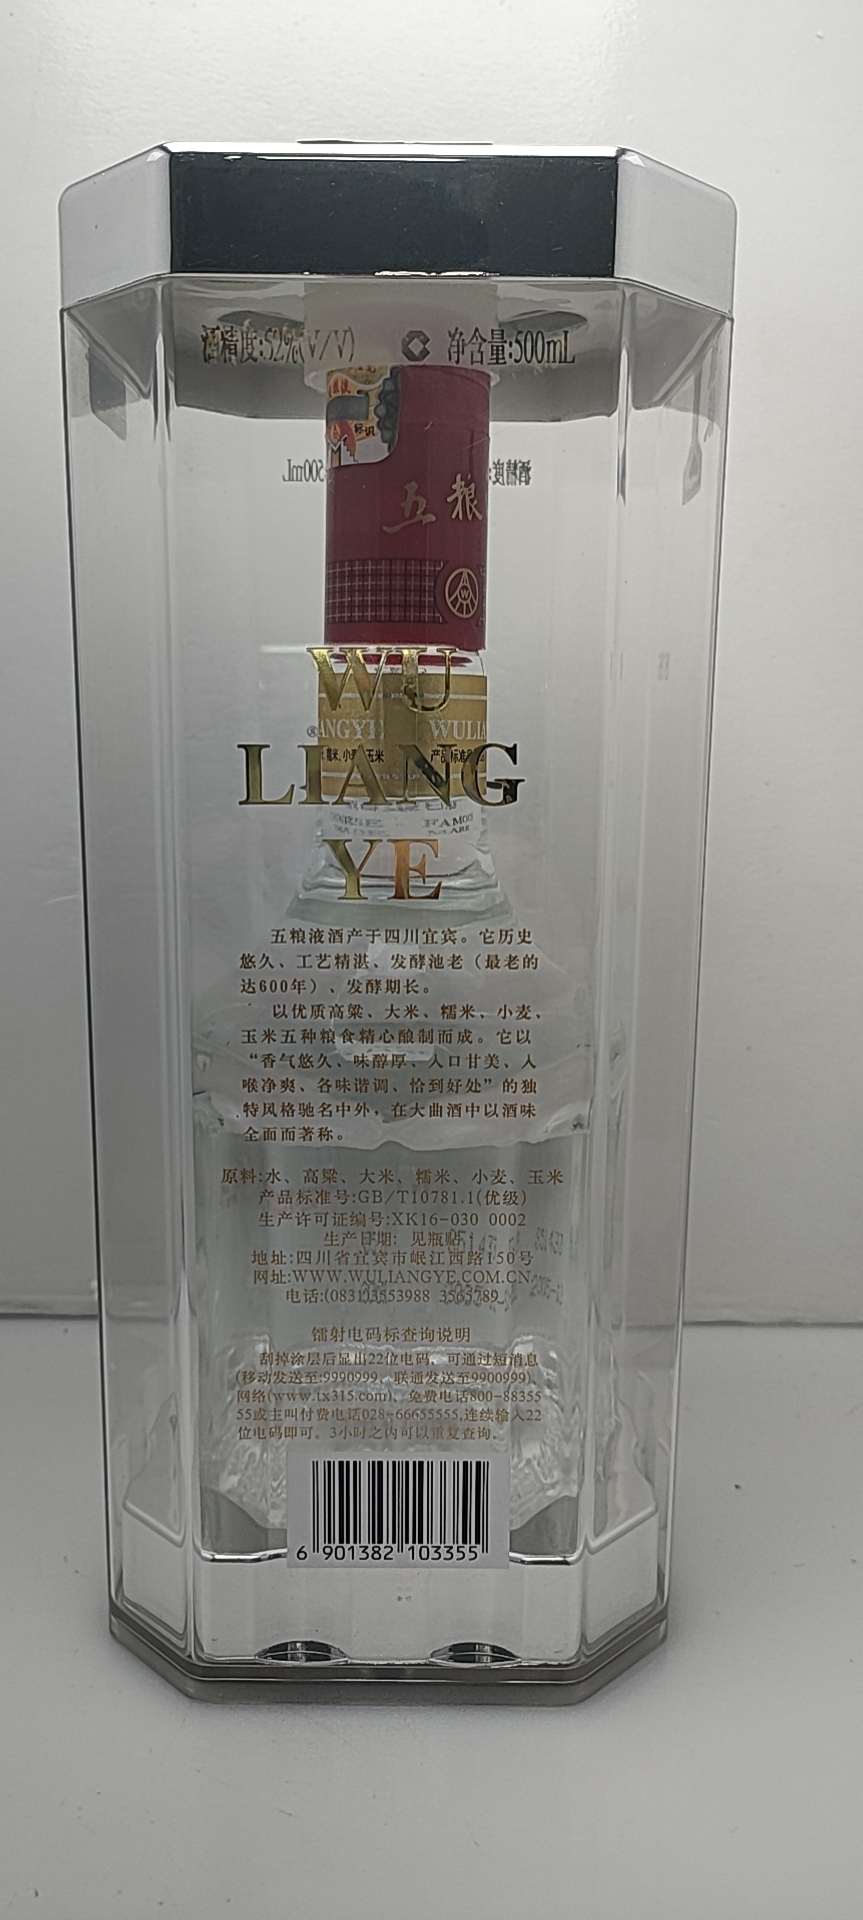 酒精度:52%(V/V) 净含量:500mL
五粮
WU
®ANGYE WULIA
糯米、小麦、玉米 产品标准
LIANG
FAMOU
MARK
YE
五粮液酒产于四川宜宾。它历史
悠久、工艺精湛、发酵池老（最老的
达600年）、发酵期长。
以优质高粱、大米、糯米、小麦、
玉米五种粮食精心酿制而成。它以
“香气悠久、味醇厚、入口甘美、入
喉净爽、各味谐调、恰到好处”的独
特风格驰名中外，在大曲酒中以酒味
全面而著称。
原料:水、高粱、大米、糯米、小麦、玉米
产品标准号:GB/T10781.1(优级)
生产许可证编号:XK16-030 0002
生产日期: 见瓶贴
地址:四川省宜宾市岷江西路150号
网址:WWW.WULIANGYE.COM.CN
电话:(0831)3553988 3563789
镭射电码标查询说明
刮掉涂层后显出22位电码，可通过短消息
(移动发送至:9990999、联通发送至9900999)、
网络(www.tx315.com)、免费电话800-88355
55或主叫付费电话028-66655555,连续输入22
位电码即可。3小时之内可以重复查询。
6 901382 103355